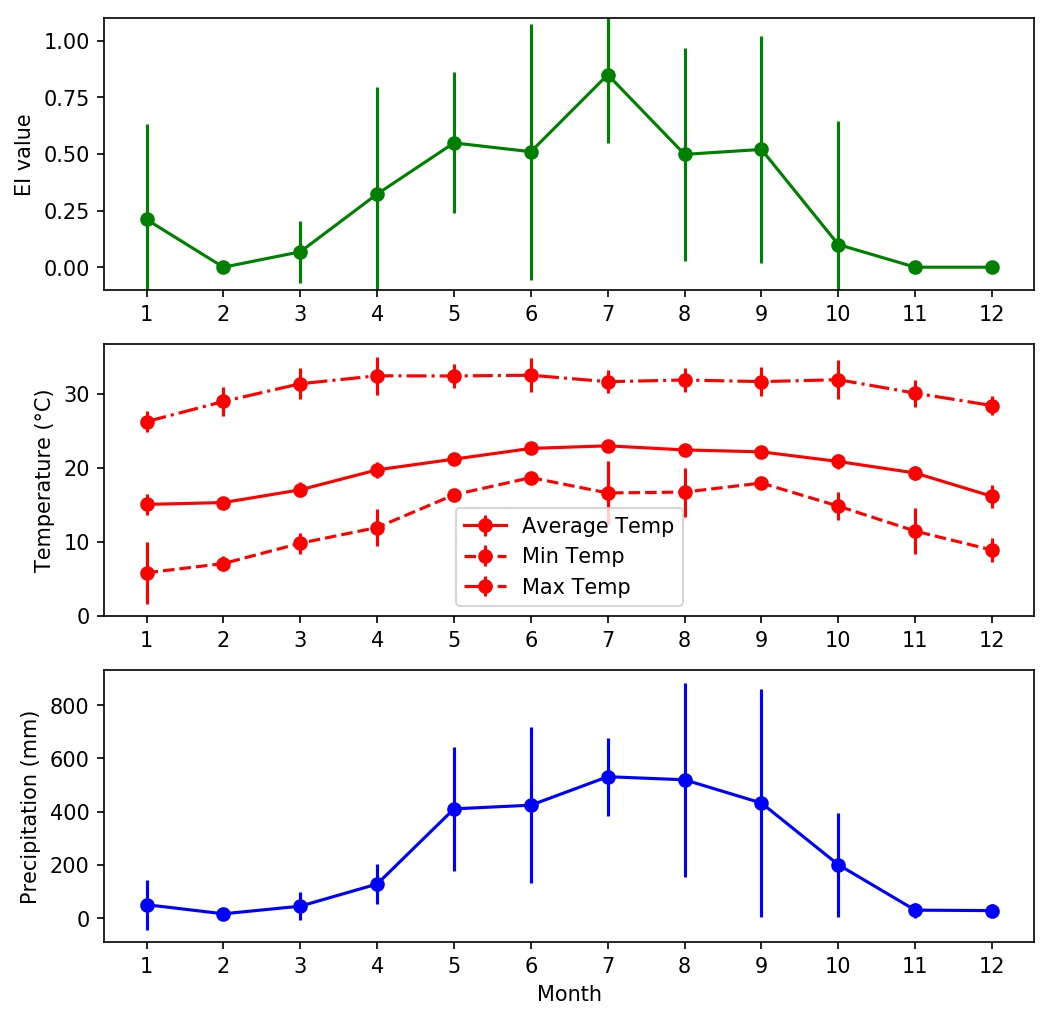 1.00
0.75
0.50
0.25
0.00
EI value
1 2 3 4 5 6 7 8 9 10 11 12
30
20
10
0
Temperature (°C)
Average Temp
Min Temp
Max Temp
1 2 3 4 5 6 7 8 9 10 11 12
800
600
400
200
0
Precipitation (mm)
1 2 3 4 5 6 7 8 9 10 11 12
Month